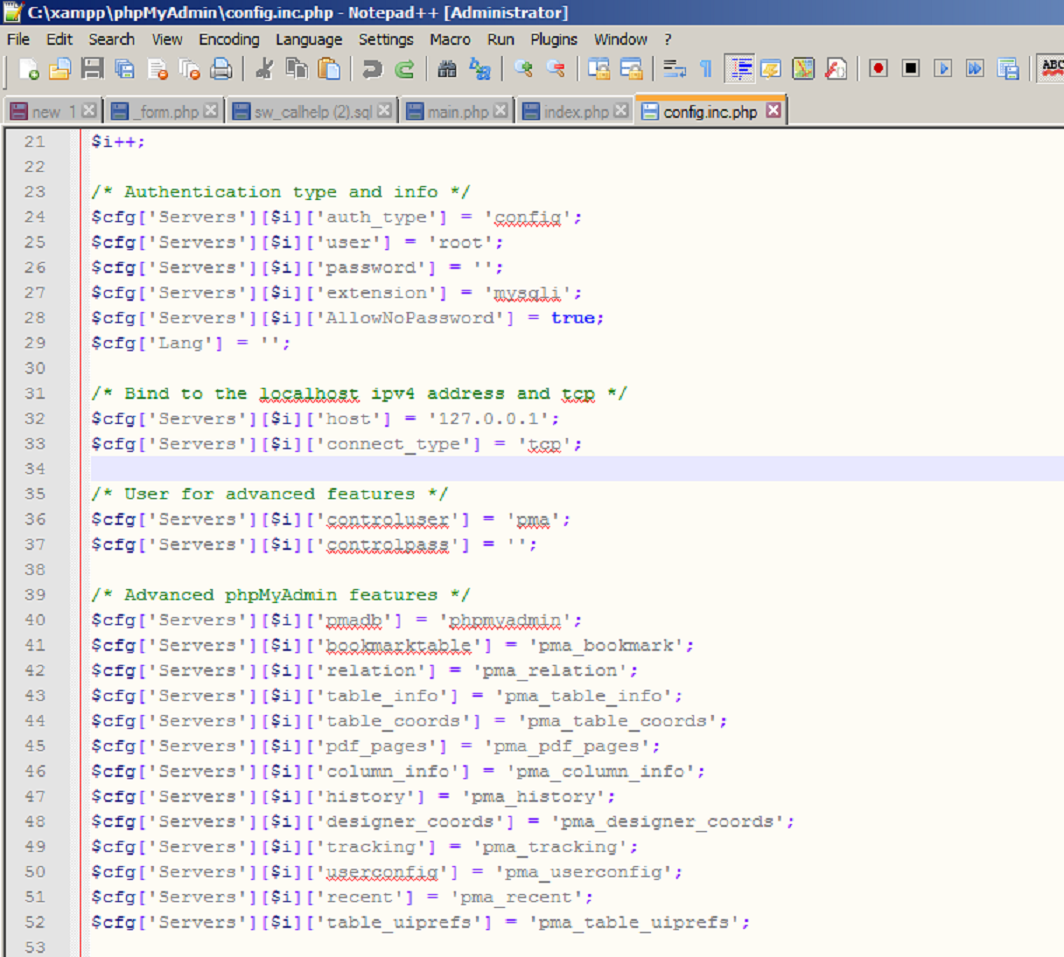 C:\xampp\phpMyAdmin\config.inc.php - Notepad++ [Administrator]
File Edit Search View Encoding Language Settings Macro Run Plugins Window ?
ABC
new 1 _form.php sw_calhelp (2).sql main.php index.php config.inc.php
21 $i++;
22
23 /* Authentication type and info */
24 $cfg['Servers'][$i]['auth_type'] = 'config';
25 $cfg['Servers'][$i]['user'] = 'root';
26 $cfg['Servers'][$i]['password'] = '';
27 $cfg['Servers'][$i]['extension'] = 'mysqli';
28 $cfg['Servers'][$i]['AllowNoPassword'] = true;
29 $cfg['Lang'] = '';
30
31 /* Bind to the localhost ipv4 address and tcp */
32 $cfg['Servers'][$i]['host'] = '127.0.0.1';
33 $cfg['Servers'][$i]['connect_type'] = 'tcp';
34
35 /* User for advanced features */
36 $cfg['Servers'][$i]['controluser'] = 'pma';
37 $cfg['Servers'][$i]['controlpass'] = '';
38
39 /* Advanced phpMyAdmin features */
40 $cfg['Servers'][$i]['pmadb'] = 'phpmyadmin';
41 $cfg['Servers'][$i]['bookmarktable'] = 'pma_bookmark';
42 $cfg['Servers'][$i]['relation'] = 'pma_relation';
43 $cfg['Servers'][$i]['table_info'] = 'pma_table_info';
44 $cfg['Servers'][$i]['table_coords'] = 'pma_table_coords';
45 $cfg['Servers'][$i]['pdf_pages'] = 'pma_pdf_pages';
46 $cfg['Servers'][$i]['column_info'] = 'pma_column_info';
47 $cfg['Servers'][$i]['history'] = 'pma_history';
48 $cfg['Servers'][$i]['designer_coords'] = 'pma_designer_coords';
49 $cfg['Servers'][$i]['tracking'] = 'pma_tracking';
50 $cfg['Servers'][$i]['userconfig'] = 'pma_userconfig';
51 $cfg['Servers'][$i]['recent'] = 'pma_recent';
52 $cfg['Servers'][$i]['table_uiprefs'] = 'pma_table_uiprefs';
53